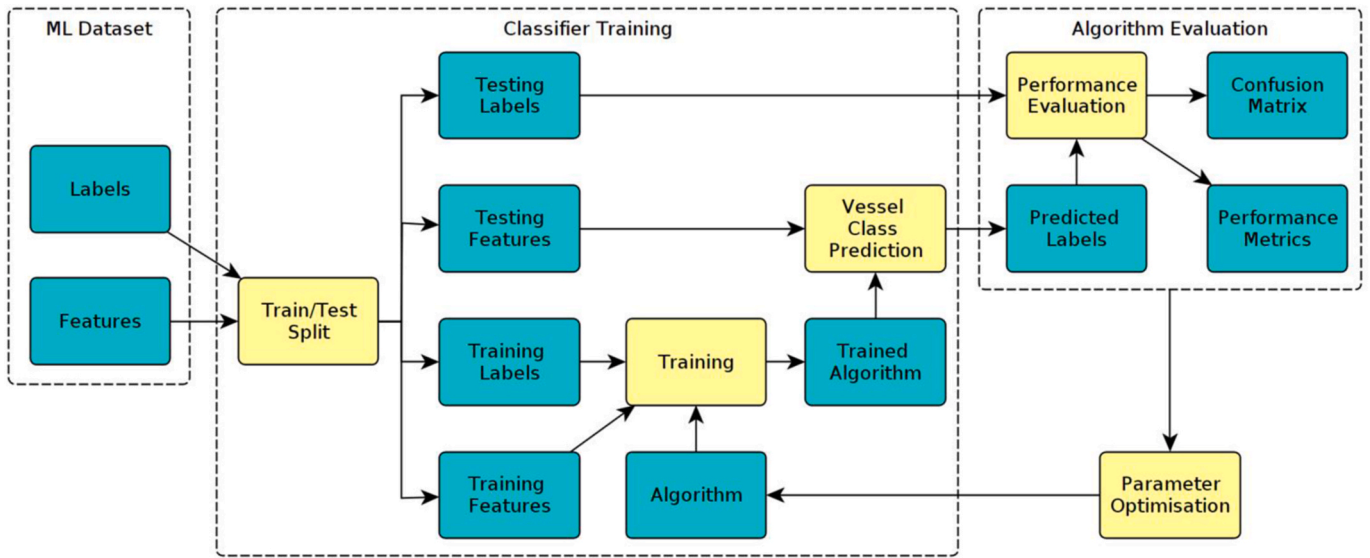 ML Dataset
Labels
Features
Classifier Training
Train/Test
Split
Testing
Labels
Testing
Features
Training
Labels
Training
Features
Training
Algorithm
Vessel
Class
Prediction
Trained
Algorithm
Algorithm Evaluation
Performance
Evaluation
Confusion
Matrix
Predicted
Labels
Performance
Metrics
Parameter
Optimisation